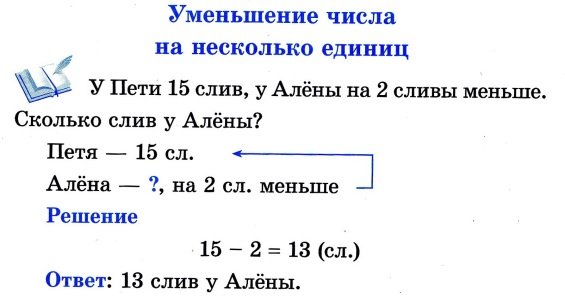 Уменьшение числа
на несколько единиц
У Пети 15 слив, у Алёны на 2 сливы меньше.
Сколько слив у Алёны?
Петя — 15 сл.
Алёна — ?, на 2 сл. меньше
Решение
15 − 2 = 13 (сл.)
Ответ: 13 слив у Алёны.